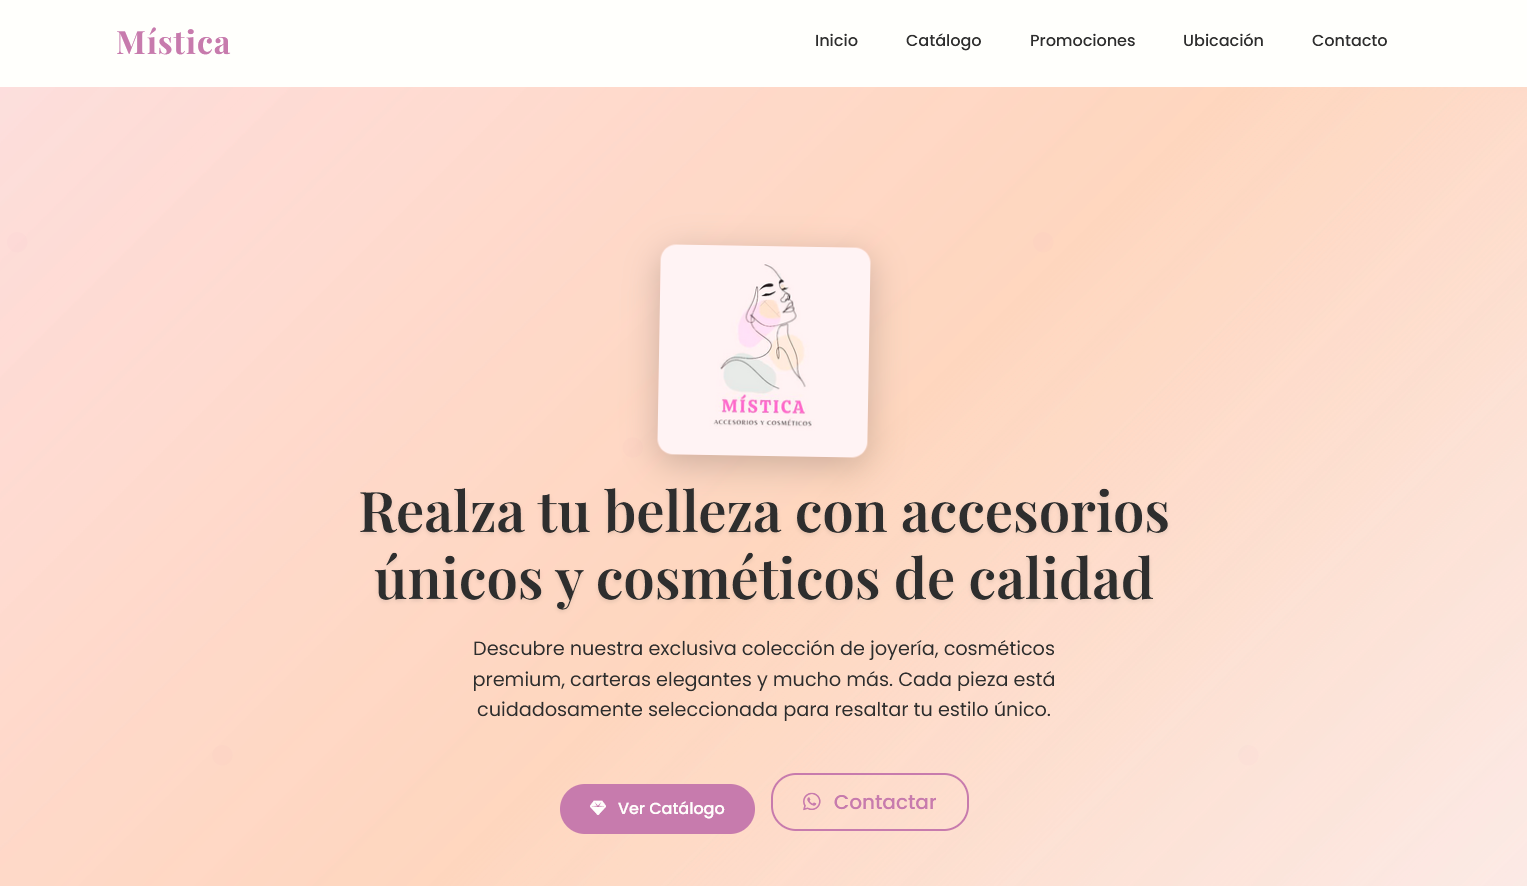 Mística
Inicio
Catálogo
Promociones
Ubicación
Contacto
MÍSTICA
ACCESORIOS Y COSMÉTICOS
Realza tu belleza con accesorios
únicos y cosméticos de calidad
Descubre nuestra exclusiva colección de joyería, cosméticos
premium, carteras elegantes y mucho más. Cada pieza está
cuidadosamente seleccionada para resaltar tu estilo único.
Ver Catálogo
Contactar